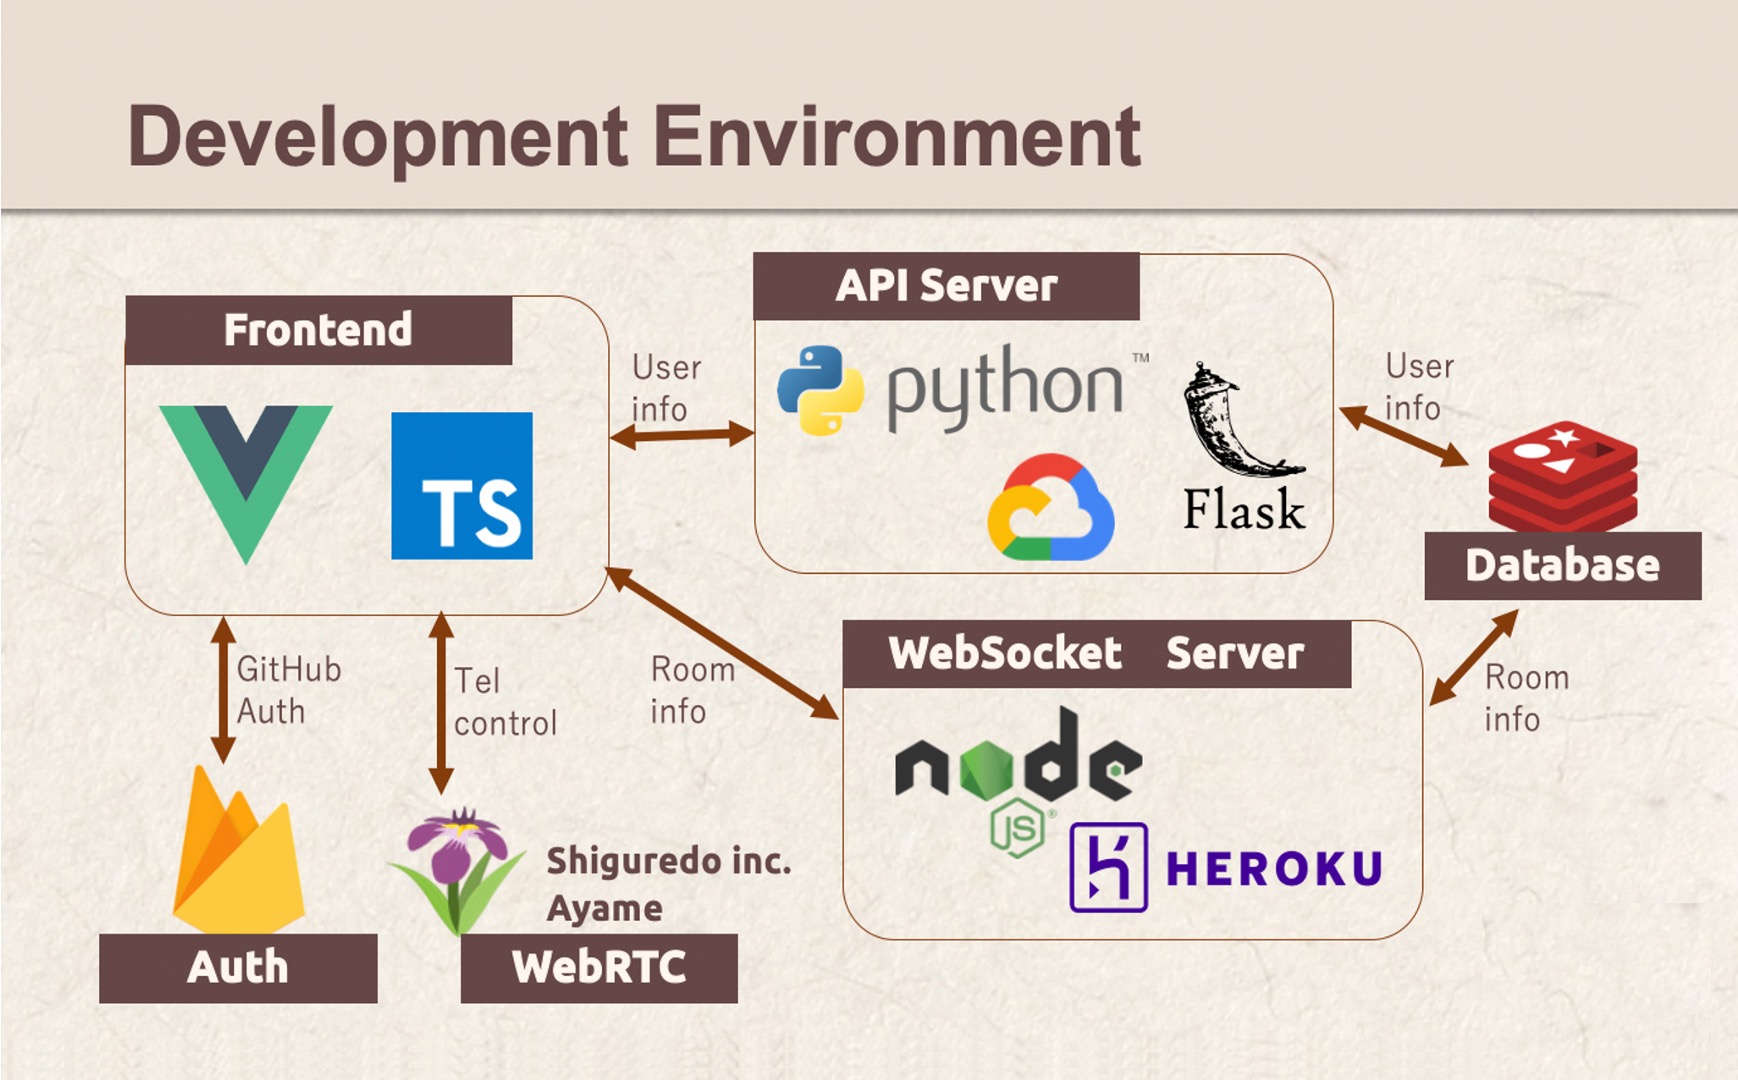 Development Environment
Frontend
TS
User
info
API Server
python™
Flask
User
info
Database
GitHub
Auth
Tel
control
Room
info
WebSocket Server
node
JS®
HEROKU
Room
info
Shiguredo inc.
Ayame
Auth
WebRTC